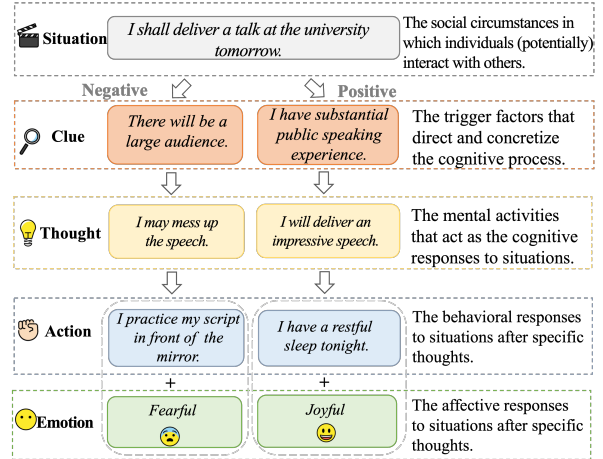 Situation
I shall deliver a talk at the university
tomorrow.
The social circumstances in
which individuals (potentially)
interact with others.
Negative
Positive
Clue
There will be a
large audience.
I have substantial
public speaking
experience.
The trigger factors that
direct and concretize
the cognitive process.
Thought
I may mess up
the speech.
I will deliver an
impressive speech.
The mental activities
that act as the cognitive
responses to situations.
Action
I practice my script
in front of the
mirror.
I have a restful
sleep tonight.
The behavioral responses
to situations after specific
thoughts.
+
+
Emotion
Fearful
Joyful
The affective responses
to situations after specific
thoughts.